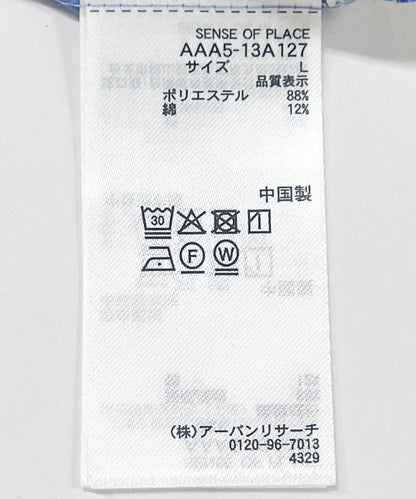 SENSE OF PLACE
AAA5-13A127
サイズ L
品質表示
ポリエステル 88%
綿 12%
中国製
30
F W
(株)アーバンリサーチ
0120-96-7013
4329